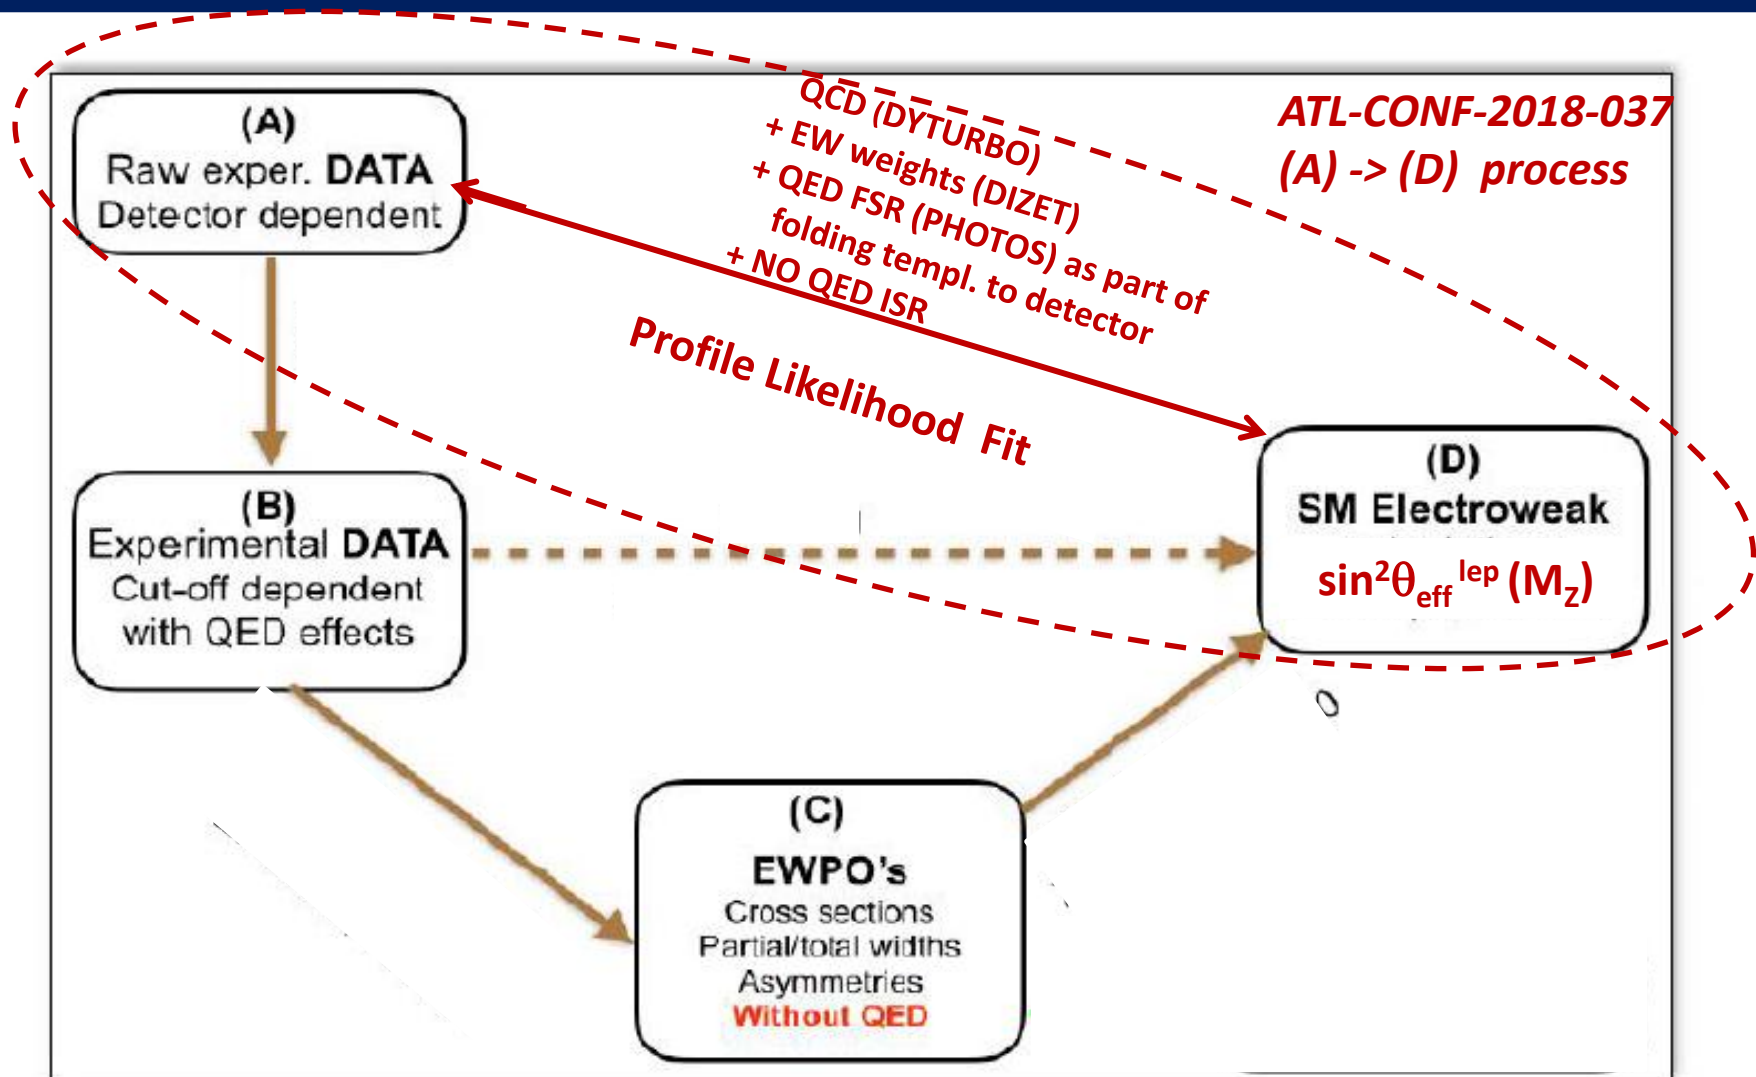 (A)
Raw exper. DATA
Detector dependent
QCD (DYTURBO)
+ EW weights (DIZET)
+ QED FSR (PHOTOS) as part of
folding templ. to detector
+ NO QED ISR
Profile Likelihood Fit
ATL-CONF-2018-037
(A) -> (D) process
(B)
Experimental DATA
Cut-off dependent
with QED effects
(D)
SM Electroweak
sin²θ_eff^lep (M_Z)
(C)
EWPO's
Cross sections
Partial/total widths
Asymmetries
Without QED